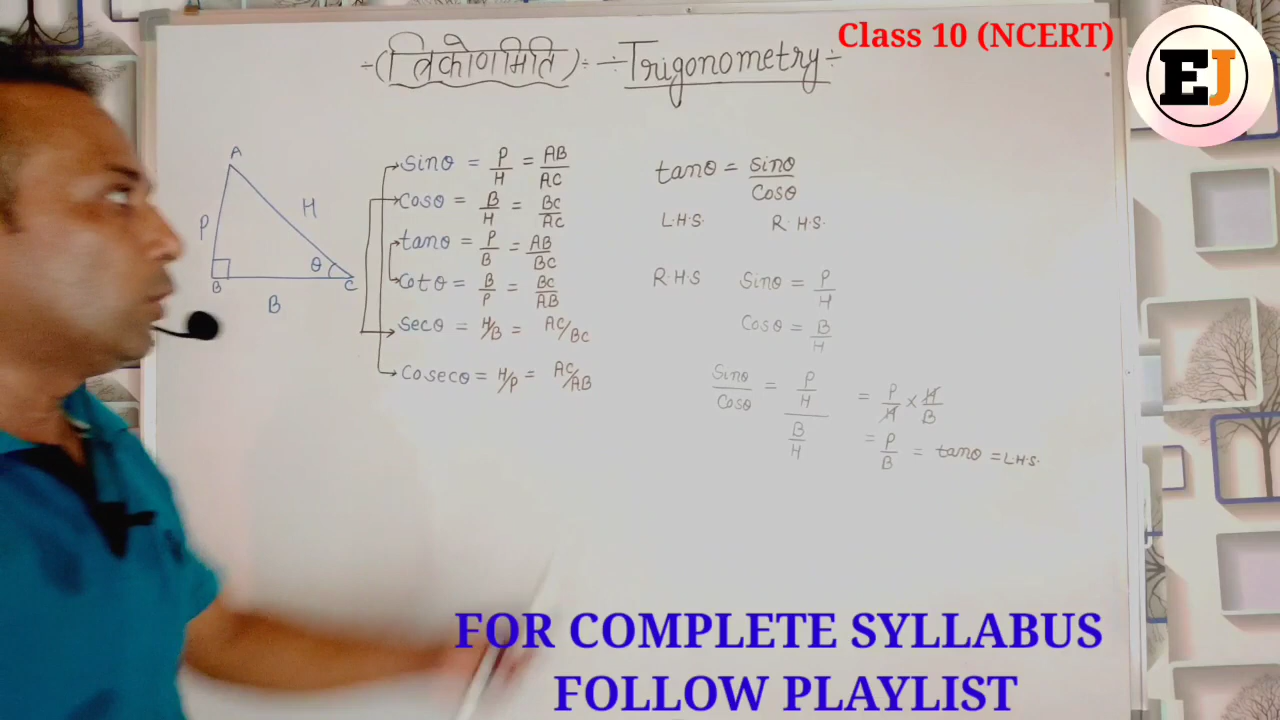 Class 10 (NCERT)
EJ
÷(त्रिकोणमिति)÷ —÷Trigonometry÷
A
P
H
θ
B
C
B
sinθ = P/H = AB/AC
Cosθ = B/H = BC/AC
tanθ = P/B = AB/BC
Cotθ = B/P = BC/AB
Secθ = H/B = AC/BC
Cosecθ = H/P = AC/AB
tanθ = sinθ/Cosθ
L.H.S. R.H.S.
R.H.S Sinθ = P/H
Cosθ = B/H
Sinθ/Cosθ = P/H / B/H = P/H × H/B
= P/B = tanθ = L.H.S.
FOR COMPLETE SYLLABUS
FOLLOW PLAYLIST